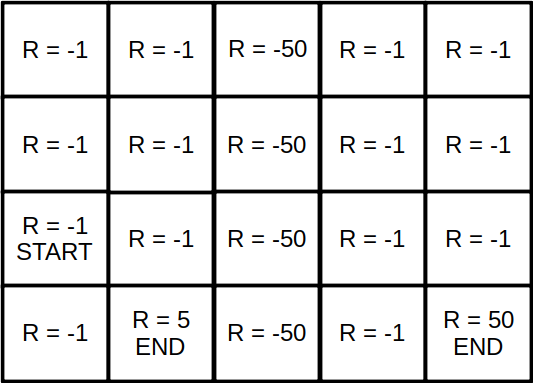 R = -1
R = -1
R = -50
R = -1
R = -1
R = -1
R = -1
R = -50
R = -1
R = -1
R = -1
START
R = -1
R = -50
R = -1
R = -1
R = -1
R = 5
END
R = -50
R = -1
R = 50
END